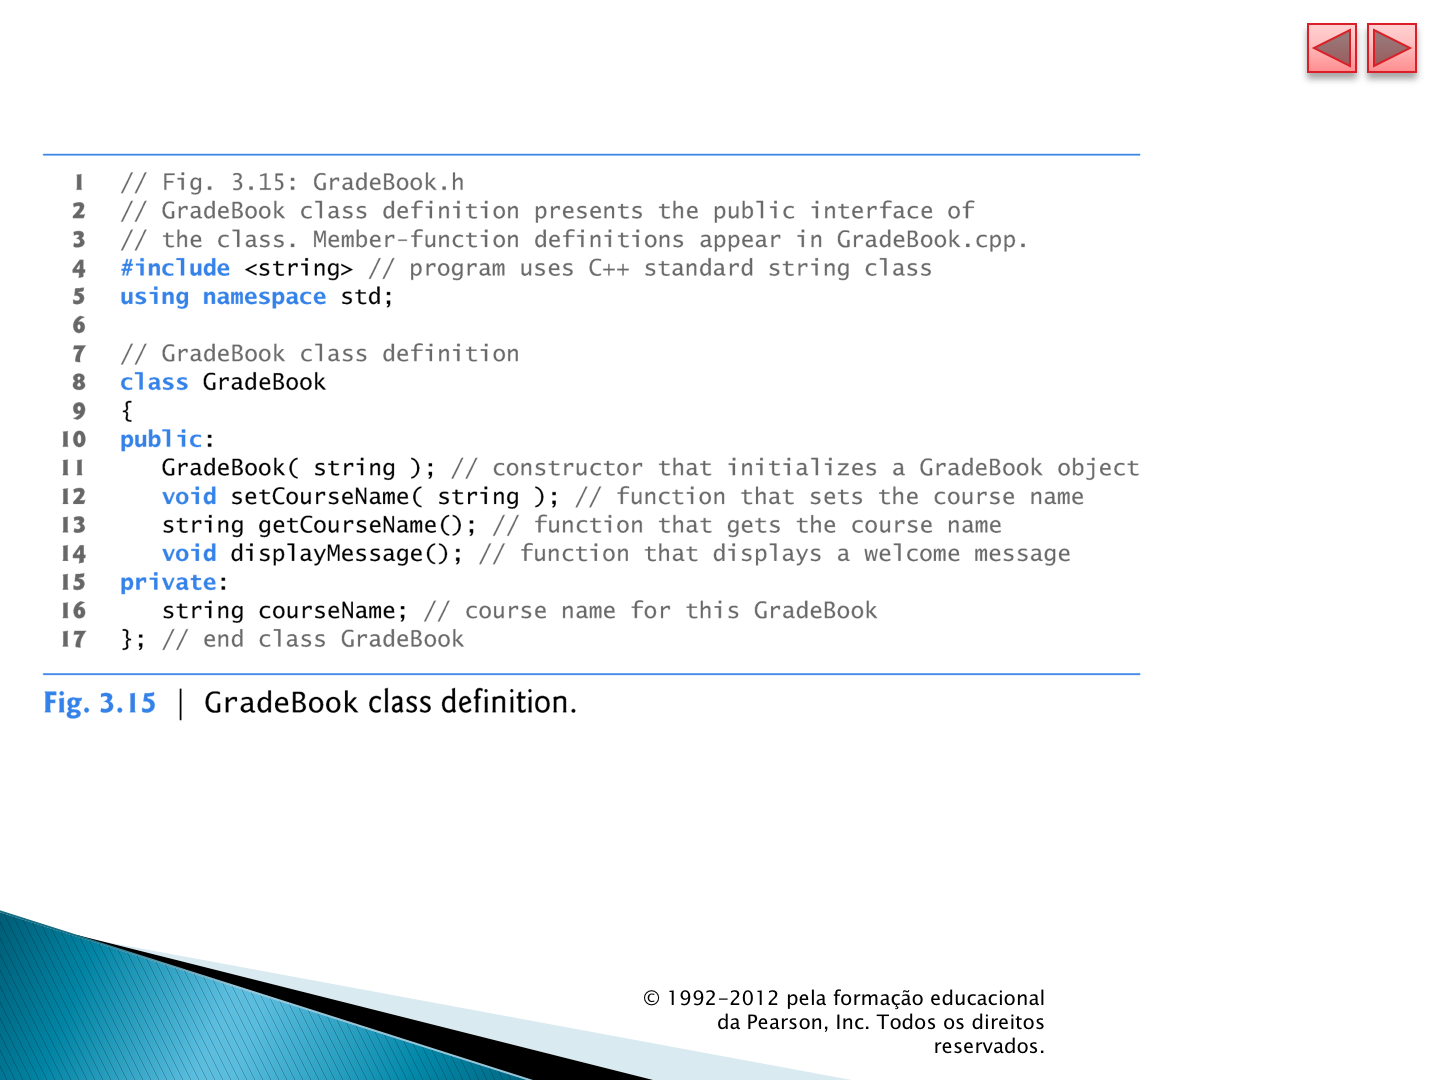 1 // Fig. 3.15: GradeBook.h
2 // GradeBook class definition presents the public interface of
3 // the class. Member-function definitions appear in GradeBook.cpp.
4 #include <string> // program uses C++ standard string class
5 using namespace std;
6
7 // GradeBook class definition
8 class GradeBook
9 {
10 public:
11    GradeBook( string ); // constructor that initializes a GradeBook object
12    void setCourseName( string ); // function that sets the course name
13    string getCourseName(); // function that gets the course name
14    void displayMessage(); // function that displays a welcome message
15 private:
16    string courseName; // course name for this GradeBook
17 }; // end class GradeBook
Fig. 3.15 | GradeBook class definition.
© 1992-2012 pela formação educacional
da Pearson, Inc. Todos os direitos
reservados.